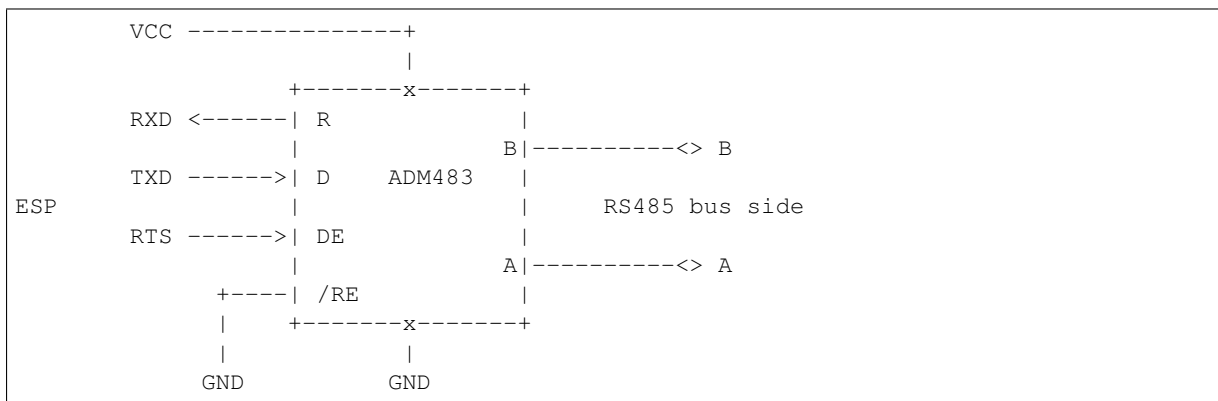 VCC ---------------+
                           |
                   +-------x-------+
        RXD <------| R             |
                   |              B|----------<> B
        TXD ------>| D    ADM483   |
ESP                |               |     RS485 bus side
        RTS ------>| DE            |
                   |              A|----------<> A
              +----| /RE           |
              |    +-------x-------+
              |            |
             GND          GND